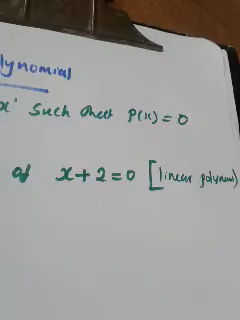 lynomial
x' Such that P(x) = 0
of x + 2 = 0 [linear polynom)